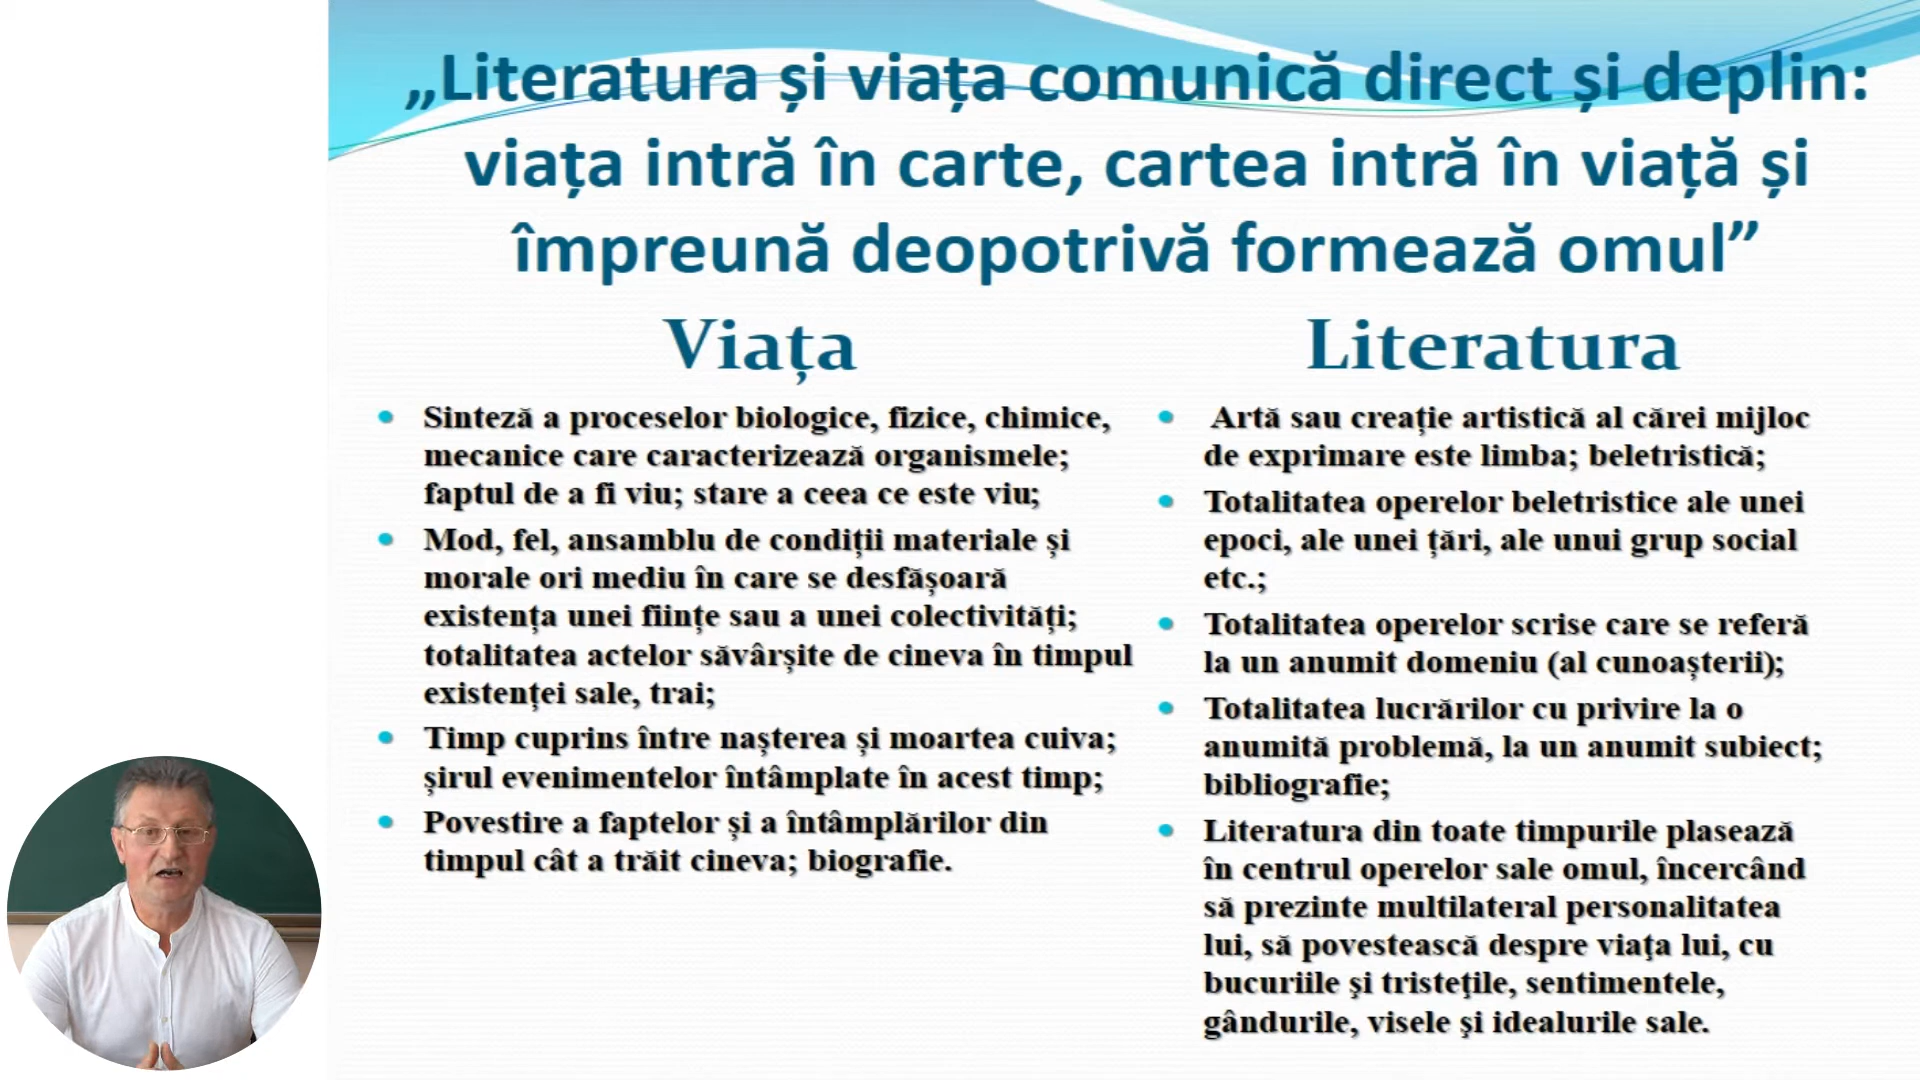 „Literatura și viața comunică direct și deplin:
viața intră în carte, cartea intră în viață și
împreună deopotrivă formează omul”
Viața
• Sinteză a proceselor biologice, fizice, chimice,
mecanice care caracterizează organismele;
faptul de a fi viu; stare a ceea ce este viu;
• Mod, fel, ansamblu de condiții materiale și
morale ori mediu în care se desfășoară
existența unei ființe sau a unei colectivități;
totalitatea actelor săvârșite de cineva în timpul
existenței sale, trai;
• Timp cuprins între nașterea și moartea cuiva;
șirul evenimentelor întâmplate în acest timp;
• Povestire a faptelor și a întâmplărilor din
timpul cât a trăit cineva; biografie.
Literatura
• Artă sau creație artistică al cărei mijloc
de exprimare este limba; beletristică;
• Totalitatea operelor beletristice ale unei
epoci, ale unei țări, ale unui grup social
etc.;
• Totalitatea operelor scrise care se referă
la un anumit domeniu (al cunoașterii);
• Totalitatea lucrărilor cu privire la o
anumită problemă, la un anumit subiect;
bibliografie;
• Literatura din toate timpurile plasează
în centrul operelor sale omul, încercând
să prezinte multilateral personalitatea
lui, să povestească despre viaţa lui, cu
bucuriile şi tristeţile, sentimentele,
gândurile, visele şi idealurile sale.